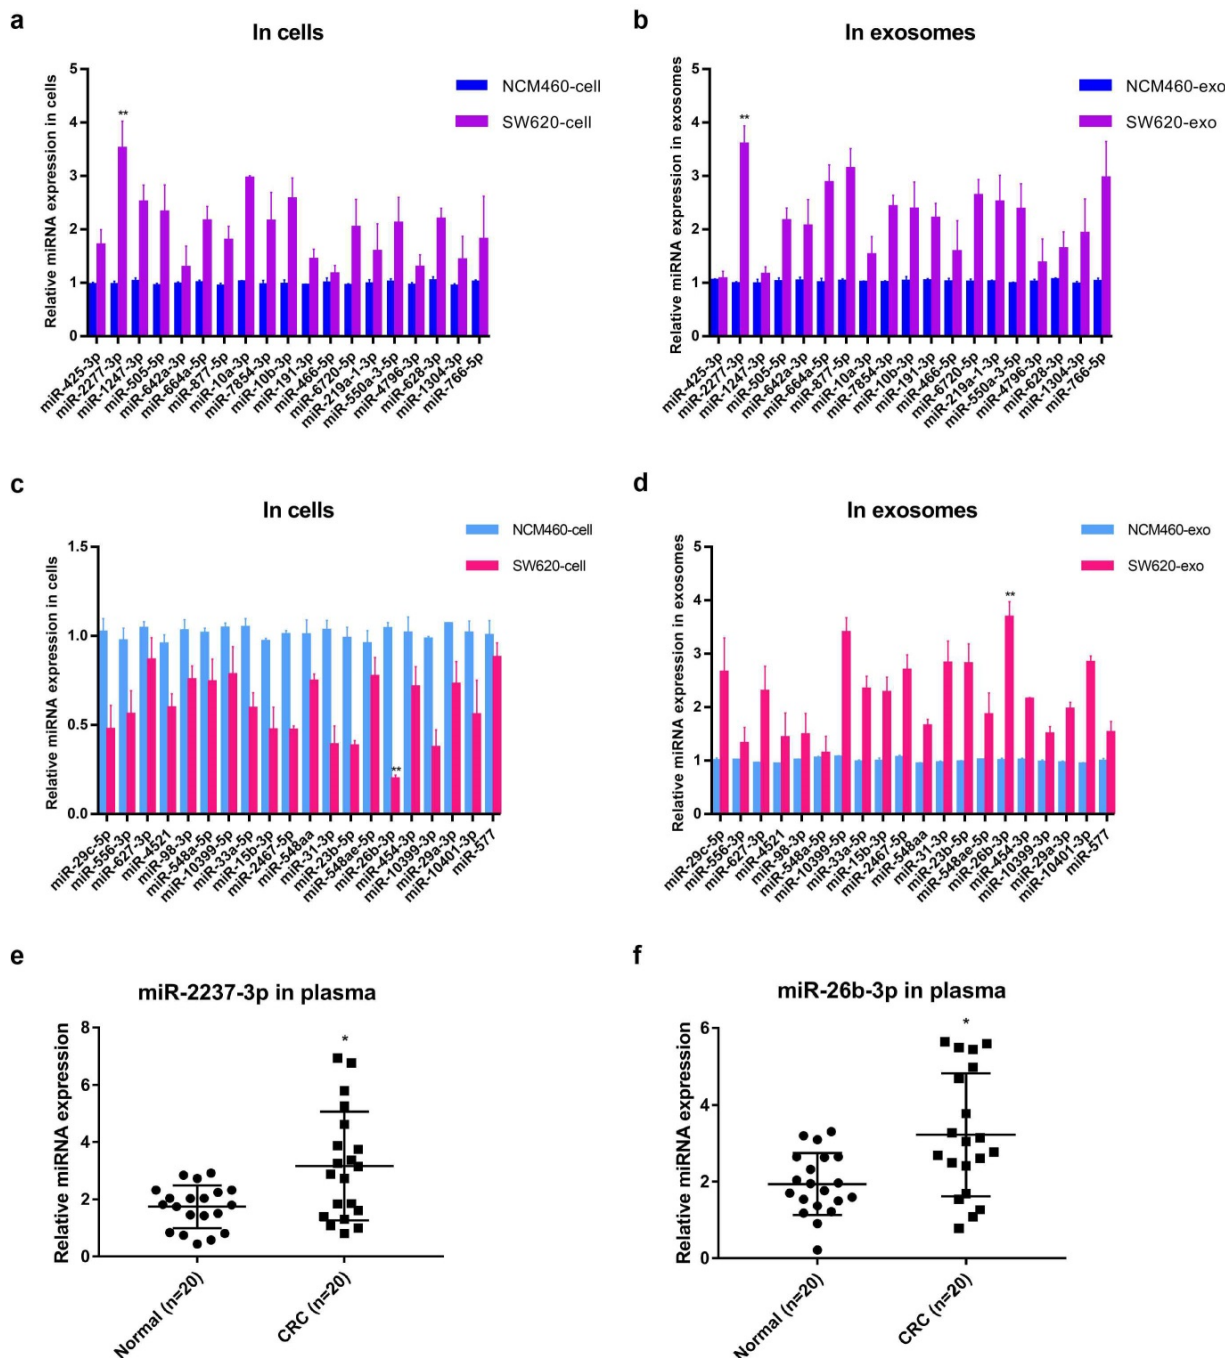 a
In cells
Relative miRNA expression in cells
5
4
3
2
1
0
**
NCM460-cell
SW620-cell
miR-425-3p
miR-2277-3p
miR-1247-3p
miR-505-5p
miR-642a-3p
miR-664a-5p
miR-877-5p
miR-10a-3p
miR-7854-3p
miR-10b-3p
miR-191-3p
miR-466-5p
miR-6720-5p
miR-219a-1-3p
miR-550a-3-5p
miR-4796-3p
miR-628-3p
miR-1304-3p
miR-766-5p
b
In exosomes
Relative miRNA expression in exosomes
5
4
3
2
1
0
**
NCM460-exo
SW620-exo
miR-425-3p
miR-2277-3p
miR-1247-3p
miR-505-5p
miR-642a-3p
miR-664a-5p
miR-877-5p
miR-10a-3p
miR-7854-3p
miR-10b-3p
miR-191-3p
miR-466-5p
miR-6720-5p
miR-219a-1-3p
miR-550a-3-5p
miR-4796-3p
miR-628-3p
miR-1304-3p
miR-766-5p
c
In cells
Relative miRNA expression in cells
1.5
1.0
0.5
0.0
**
NCM460-cell
SW620-cell
miR-29c-5p
miR-556-3p
miR-627-3p
miR-4521
miR-98-3p
miR-548a-5p
miR-10399-5p
miR-33a-5p
miR-15b-3p
miR-2467-5p
miR-548aa
miR-31-3p
miR-23b-5p
miR-548ae-5p
miR-26b-3p
miR-454-3p
miR-10399-3p
miR-29a-3p
miR-10401-3p
miR-577
d
In exosomes
Relative miRNA expression in exosomes
5
4
3
2
1
0
**
NCM460-exo
SW620-exo
miR-29c-5p
miR-556-3p
miR-627-3p
miR-4521
miR-98-3p
miR-548a-5p
miR-10399-5p
miR-33a-5p
miR-15b-3p
miR-2467-5p
miR-548aa
miR-31-3p
miR-23b-5p
miR-548ae-5p
miR-26b-3p
miR-454-3p
miR-10399-3p
miR-29a-3p
miR-10401-3p
miR-577
e
miR-2237-3p in plasma
Relative miRNA expression
8
6
4
2
0
*
Normal (n=20)
CRC (n=20)
f
miR-26b-3p in plasma
Relative miRNA expression
6
4
2
0
*
Normal (n=20)
CRC (n=20)